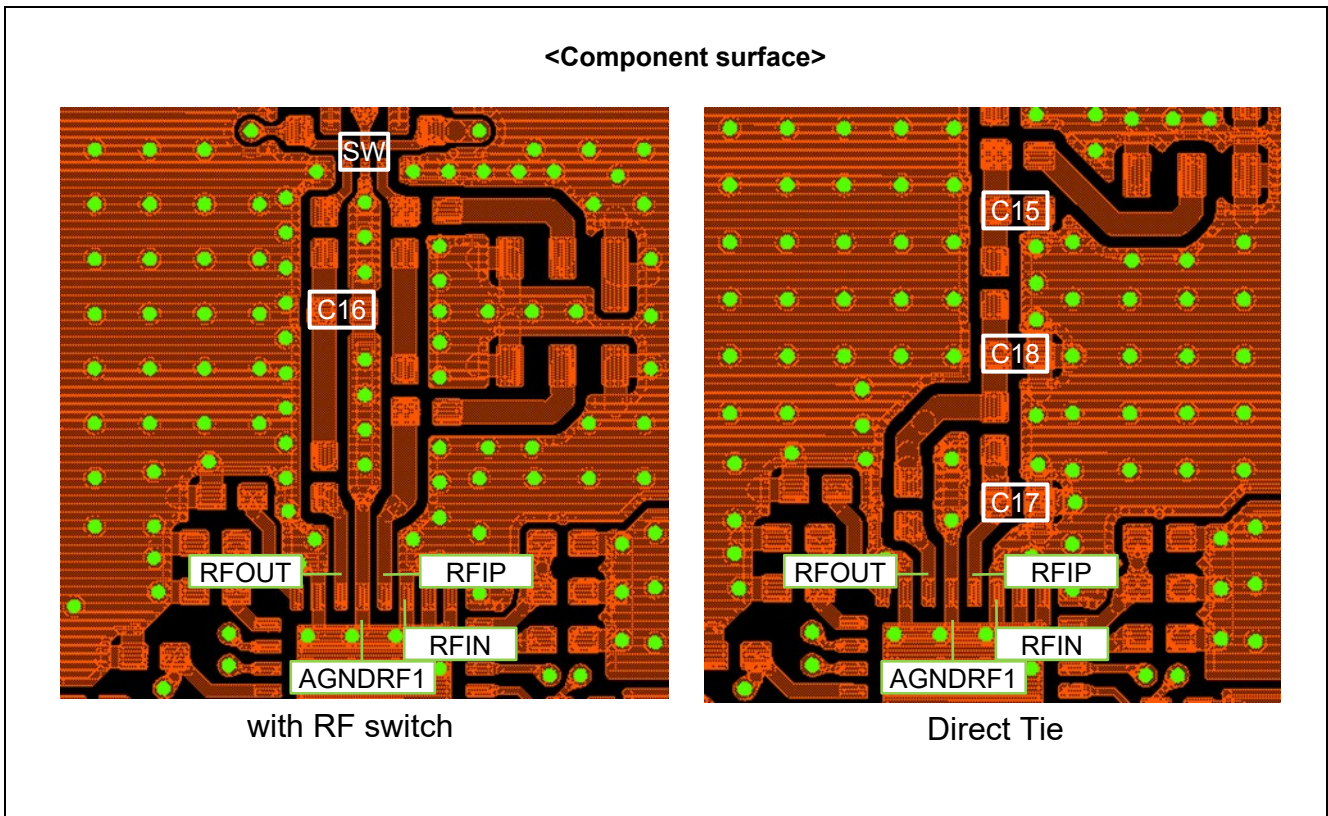 <Component surface>
SW
C16
RFOUT
RFIP
RFIN
AGNDRF1
with RF switch
C15
C18
C17
RFOUT
RFIP
RFIN
AGNDRF1
Direct Tie